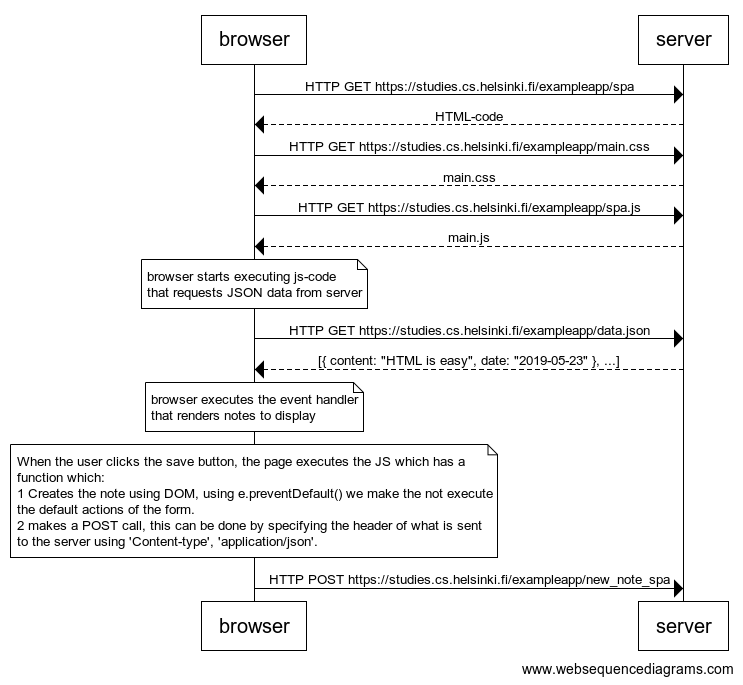 browser
server
HTTP GET https://studies.cs.helsinki.fi/exampleapp/spa
HTML-code
HTTP GET https://studies.cs.helsinki.fi/exampleapp/main.css
main.css
HTTP GET https://studies.cs.helsinki.fi/exampleapp/spa.js
main.js
browser starts executing js-code
that requests JSON data from server
HTTP GET https://studies.cs.helsinki.fi/exampleapp/data.json
[{ content: "HTML is easy", date: "2019-05-23" }, ...]
browser executes the event handler
that renders notes to display
When the user clicks the save button, the page executes the JS which has a
function which:
1 Creates the note using DOM, using e.preventDefault() we make the not execute
the default actions of the form.
2 makes a POST call, this can be done by specifying the header of what is sent
to the server using 'Content-type', 'application/json'.
HTTP POST https://studies.cs.helsinki.fi/exampleapp/new_note_spa
browser
server
www.websequencediagrams.com